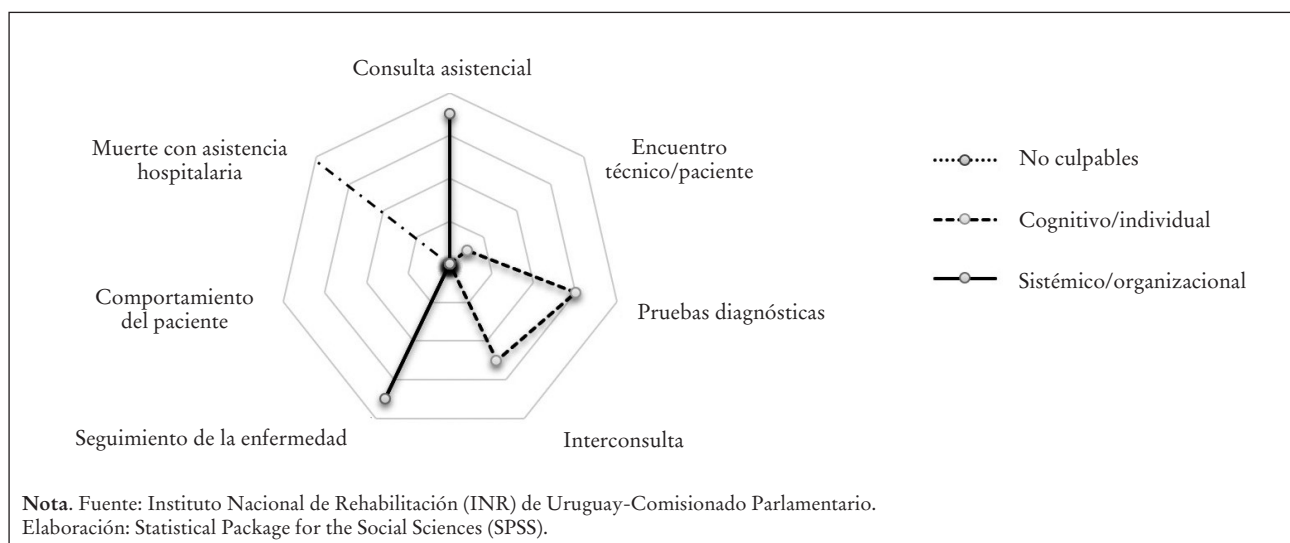 Consulta asistencial
Muerte con asistencia
hospitalaria
Encuentro
técnico/paciente
Comportamiento
del paciente
Pruebas diagnósticas
Seguimiento de la enfermedad
Interconsulta
No culpables
Cognitivo/individual
Sistémico/organizacional
Nota. Fuente: Instituto Nacional de Rehabilitación (INR) de Uruguay-Comisionado Parlamentario.
Elaboración: Statistical Package for the Social Sciences (SPSS).